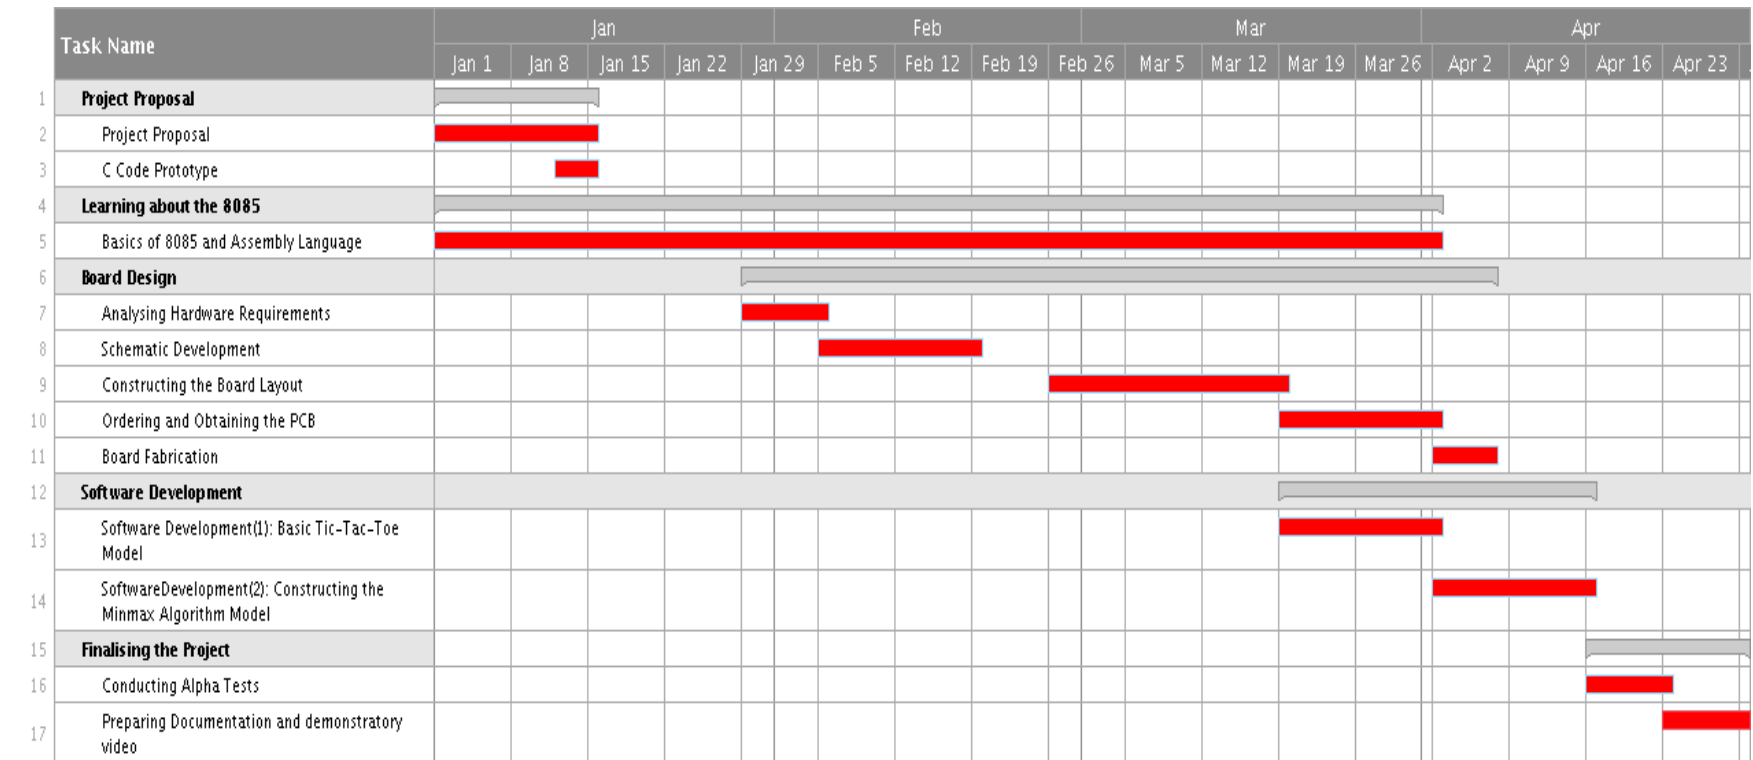 Task Name
Jan Feb Mar Apr
Jan 1 Jan 8 Jan 15 Jan 22 Jan 29 Feb 5 Feb 12 Feb 19 Feb 26 Mar 5 Mar 12 Mar 19 Mar 26 Apr 2 Apr 9 Apr 16 Apr 23
1 Project Proposal
2 Project Proposal
3 C Code Prototype
4 Learning about the 8085
5 Basics of 8085 and Assembly Language
6 Board Design
7 Analysing Hardware Requirements
8 Schematic Development
9 Constructing the Board Layout
10 Ordering and Obtaining the PCB
11 Board Fabrication
12 Software Development
13 Software Development(1): Basic Tic-Tac-Toe
Model
14 SoftwareDevelopment(2): Constructing the
Minmax Algorithm Model
15 Finalising the Project
16 Conducting Alpha Tests
17 Preparing Documentation and demonstratory
video